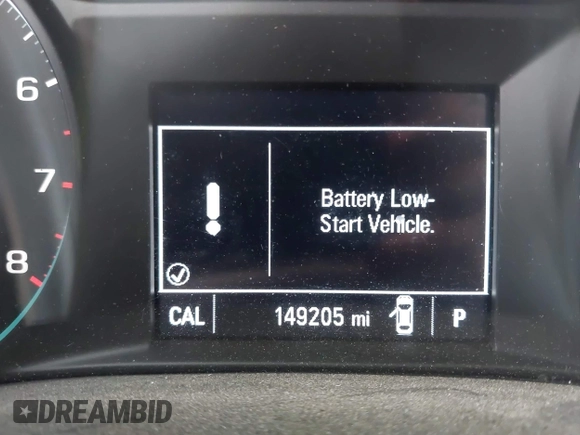 6
7
8
Battery Low-
Start Vehicle.
CAL 149205 mi P
DREAMBID